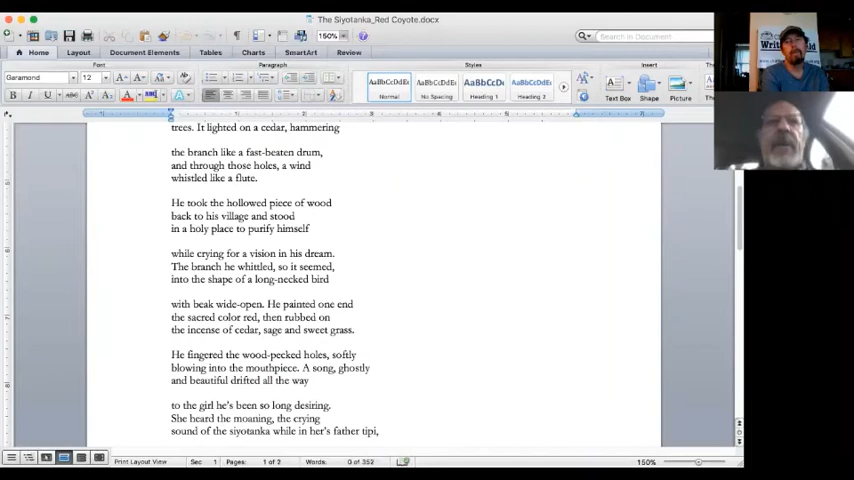 The Siyotanka_Red Coyote.docx
150%
Search in Document
Home Layout Document Elements Tables Charts SmartArt Review
Font Paragraph Styles Insert
Garamond 12 AaBbCcDdEe AaBbCcDdEe AaBbCcDc AaBbCcDdEe
Normal No Spacing Heading 1 Heading 2 Text Box Shape Picture
trees. It lighted on a cedar, hammering
the branch like a fast-beaten drum,
and through those holes, a wind
whistled like a flute.
He took the hollowed piece of wood
back to his village and stood
in a holy place to purify himself
while crying for a vision in his dream.
The branch he whittled, so it seemed,
into the shape of a long-necked bird
with beak wide-open. He painted one end
the sacred color red, then rubbed on
the incense of cedar, sage and sweet grass.
He fingered the wood-pecked holes, softly
blowing into the mouthpiece. A song, ghostly
and beautiful drifted all the way
to the girl he's been so long desiring.
She heard the moaning, the crying
sound of the siyotanka while in her's father tipi,
Print Layout View Sec 1 Pages: 1 of 2 Words: 0 of 352 150%